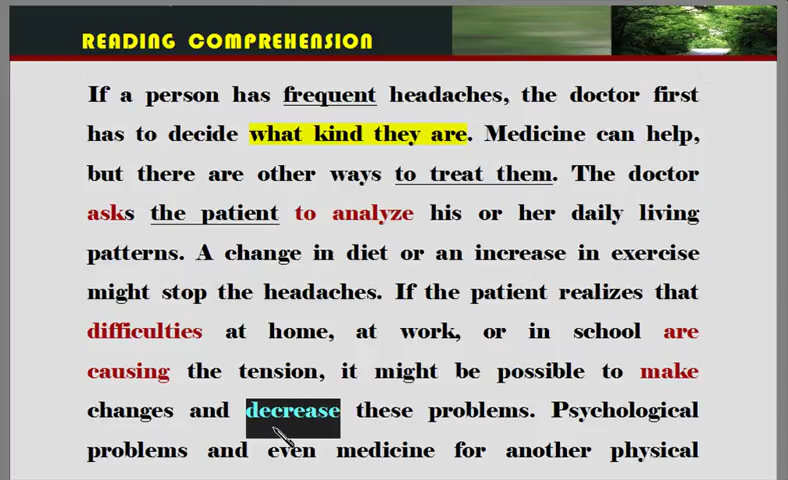 READING COMPREHENSION
If a person has frequent headaches, the doctor first
has to decide what kind they are. Medicine can help,
but there are other ways to treat them. The doctor
asks the patient to analyze his or her daily living
patterns. A change in diet or an increase in exercise
might stop the headaches. If the patient realizes that
difficulties at home, at work, or in school are
causing the tension, it might be possible to make
changes and decrease these problems. Psychological
problems and even medicine for another physical